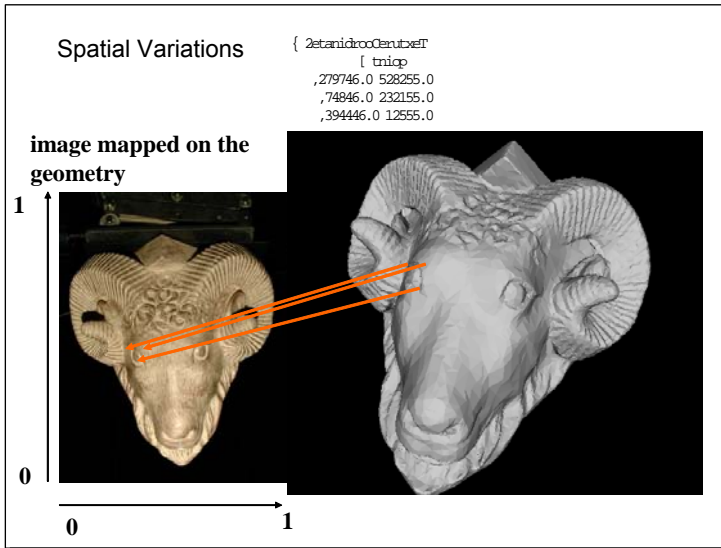 Spatial Variations
{ 2etanidrooCerutxeT
[ tniop
,279746.0 528255.0
,74846.0 232155.0
,394446.0 12555.0
image mapped on the
geometry
1
0
0
1